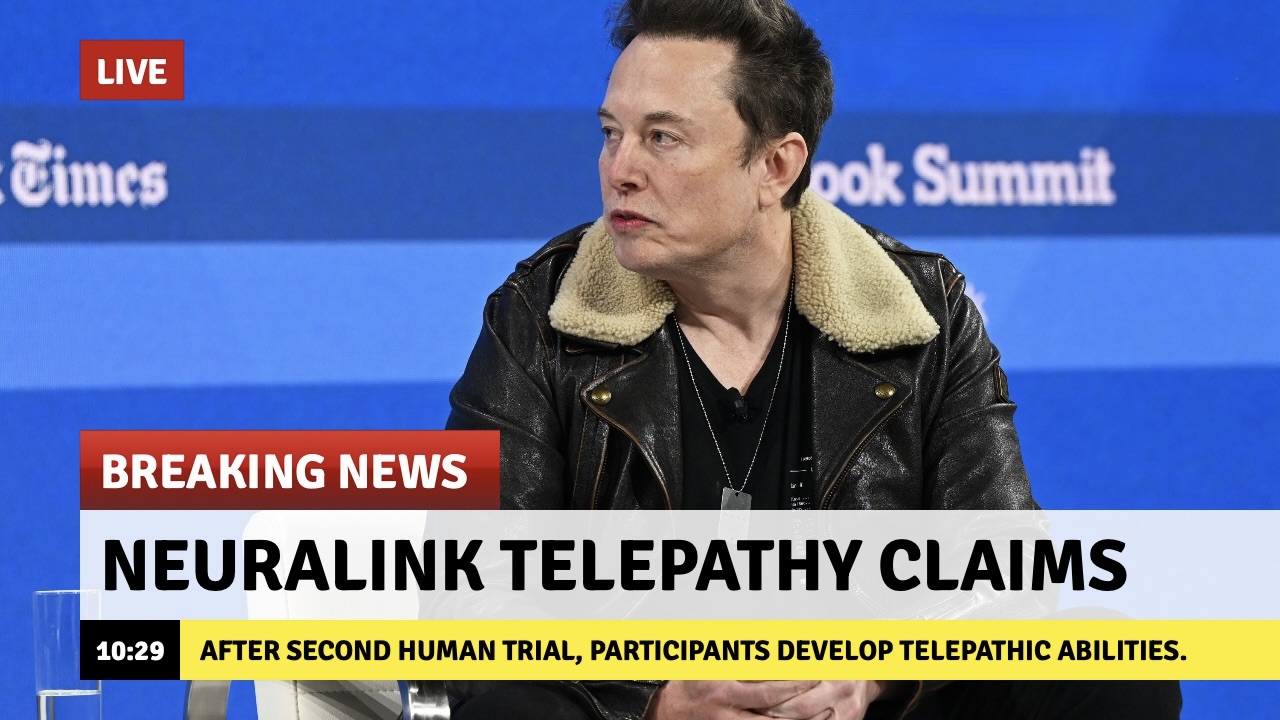 LIVE
Times
ook Summit
BREAKING NEWS
NEURALINK TELEPATHY CLAIMS
10:29 AFTER SECOND HUMAN TRIAL, PARTICIPANTS DEVELOP TELEPATHIC ABILITIES.